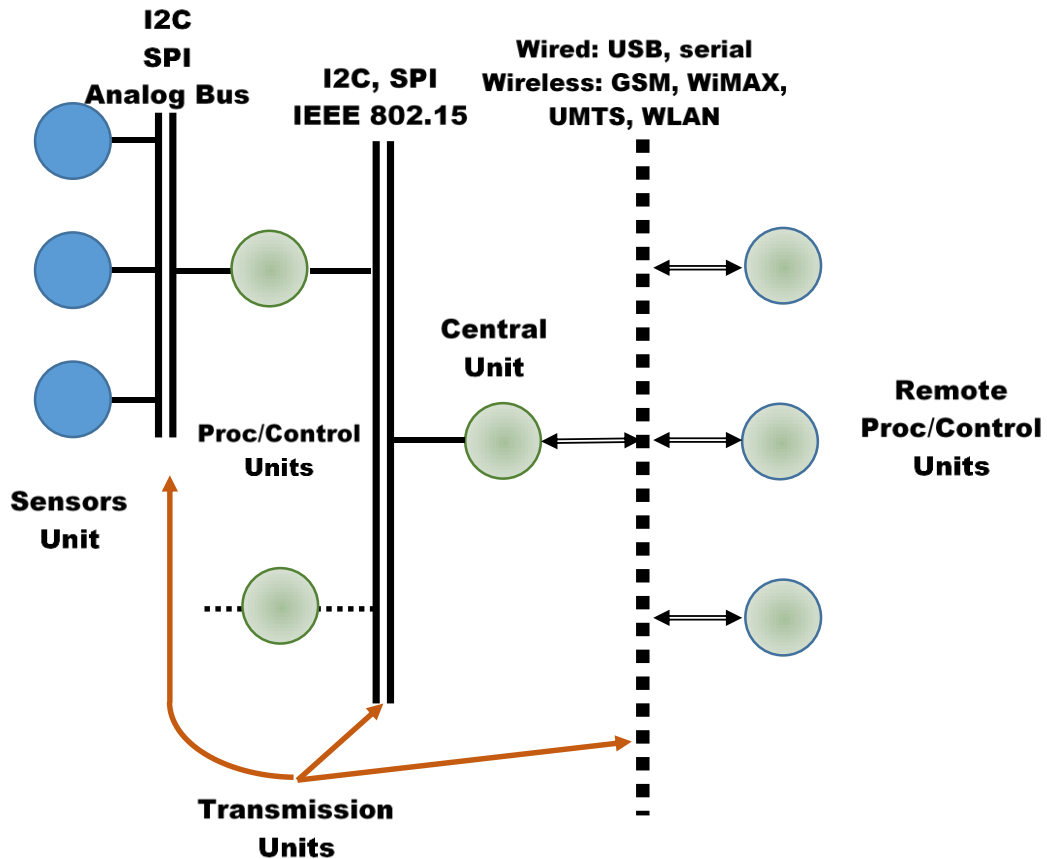 I2C
SPI
Analog Bus
I2C, SPI
IEEE 802.15
Wired: USB, serial
Wireless: GSM, WiMAX,
UMTS, WLAN
Central
Unit
Remote
Proc/Control
Units
Proc/Control
Units
Sensors
Unit
Transmission
Units